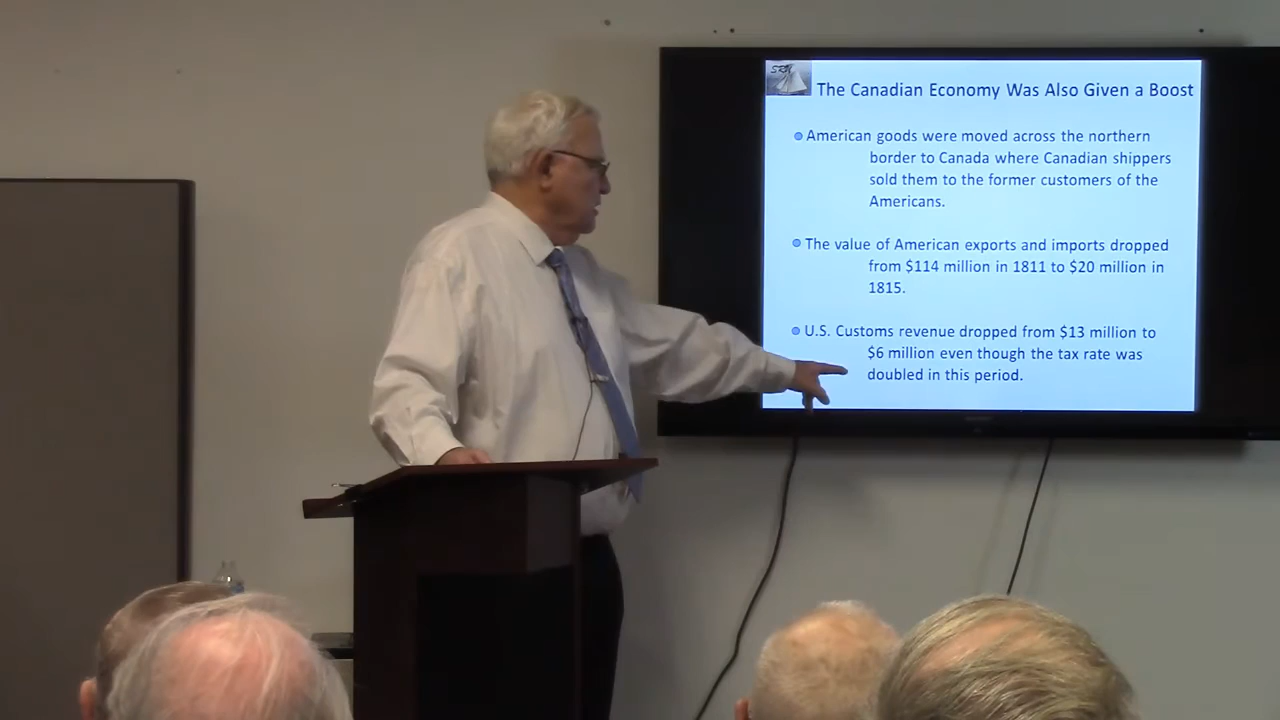 SRN
The Canadian Economy Was Also Given a Boost
American goods were moved across the northern
border to Canada where Canadian shippers
sold them to the former customers of the
Americans.
The value of American exports and imports dropped
from $114 million in 1811 to $20 million in
1815.
U.S. Customs revenue dropped from $13 million to
$6 million even though the tax rate was
doubled in this period.